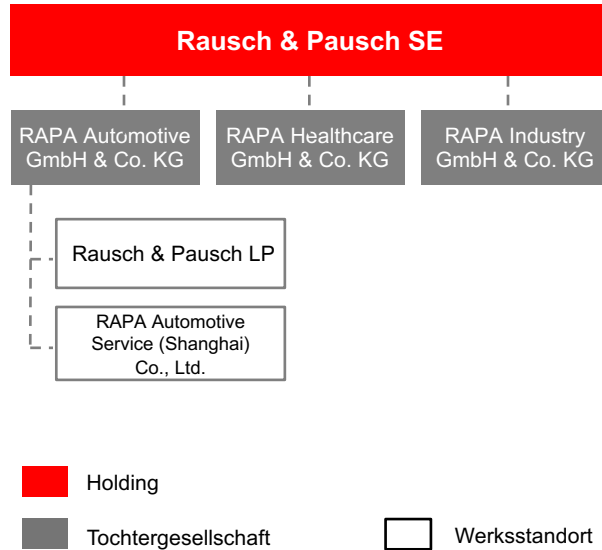 Rausch & Pausch SE
RAPA Automotive
GmbH & Co. KG
RAPA Healthcare
GmbH & Co. KG
RAPA Industry
GmbH & Co. KG
Rausch & Pausch LP
RAPA Automotive
Service (Shanghai)
Co., Ltd.
Holding
Tochtergesellschaft
Werksstandort